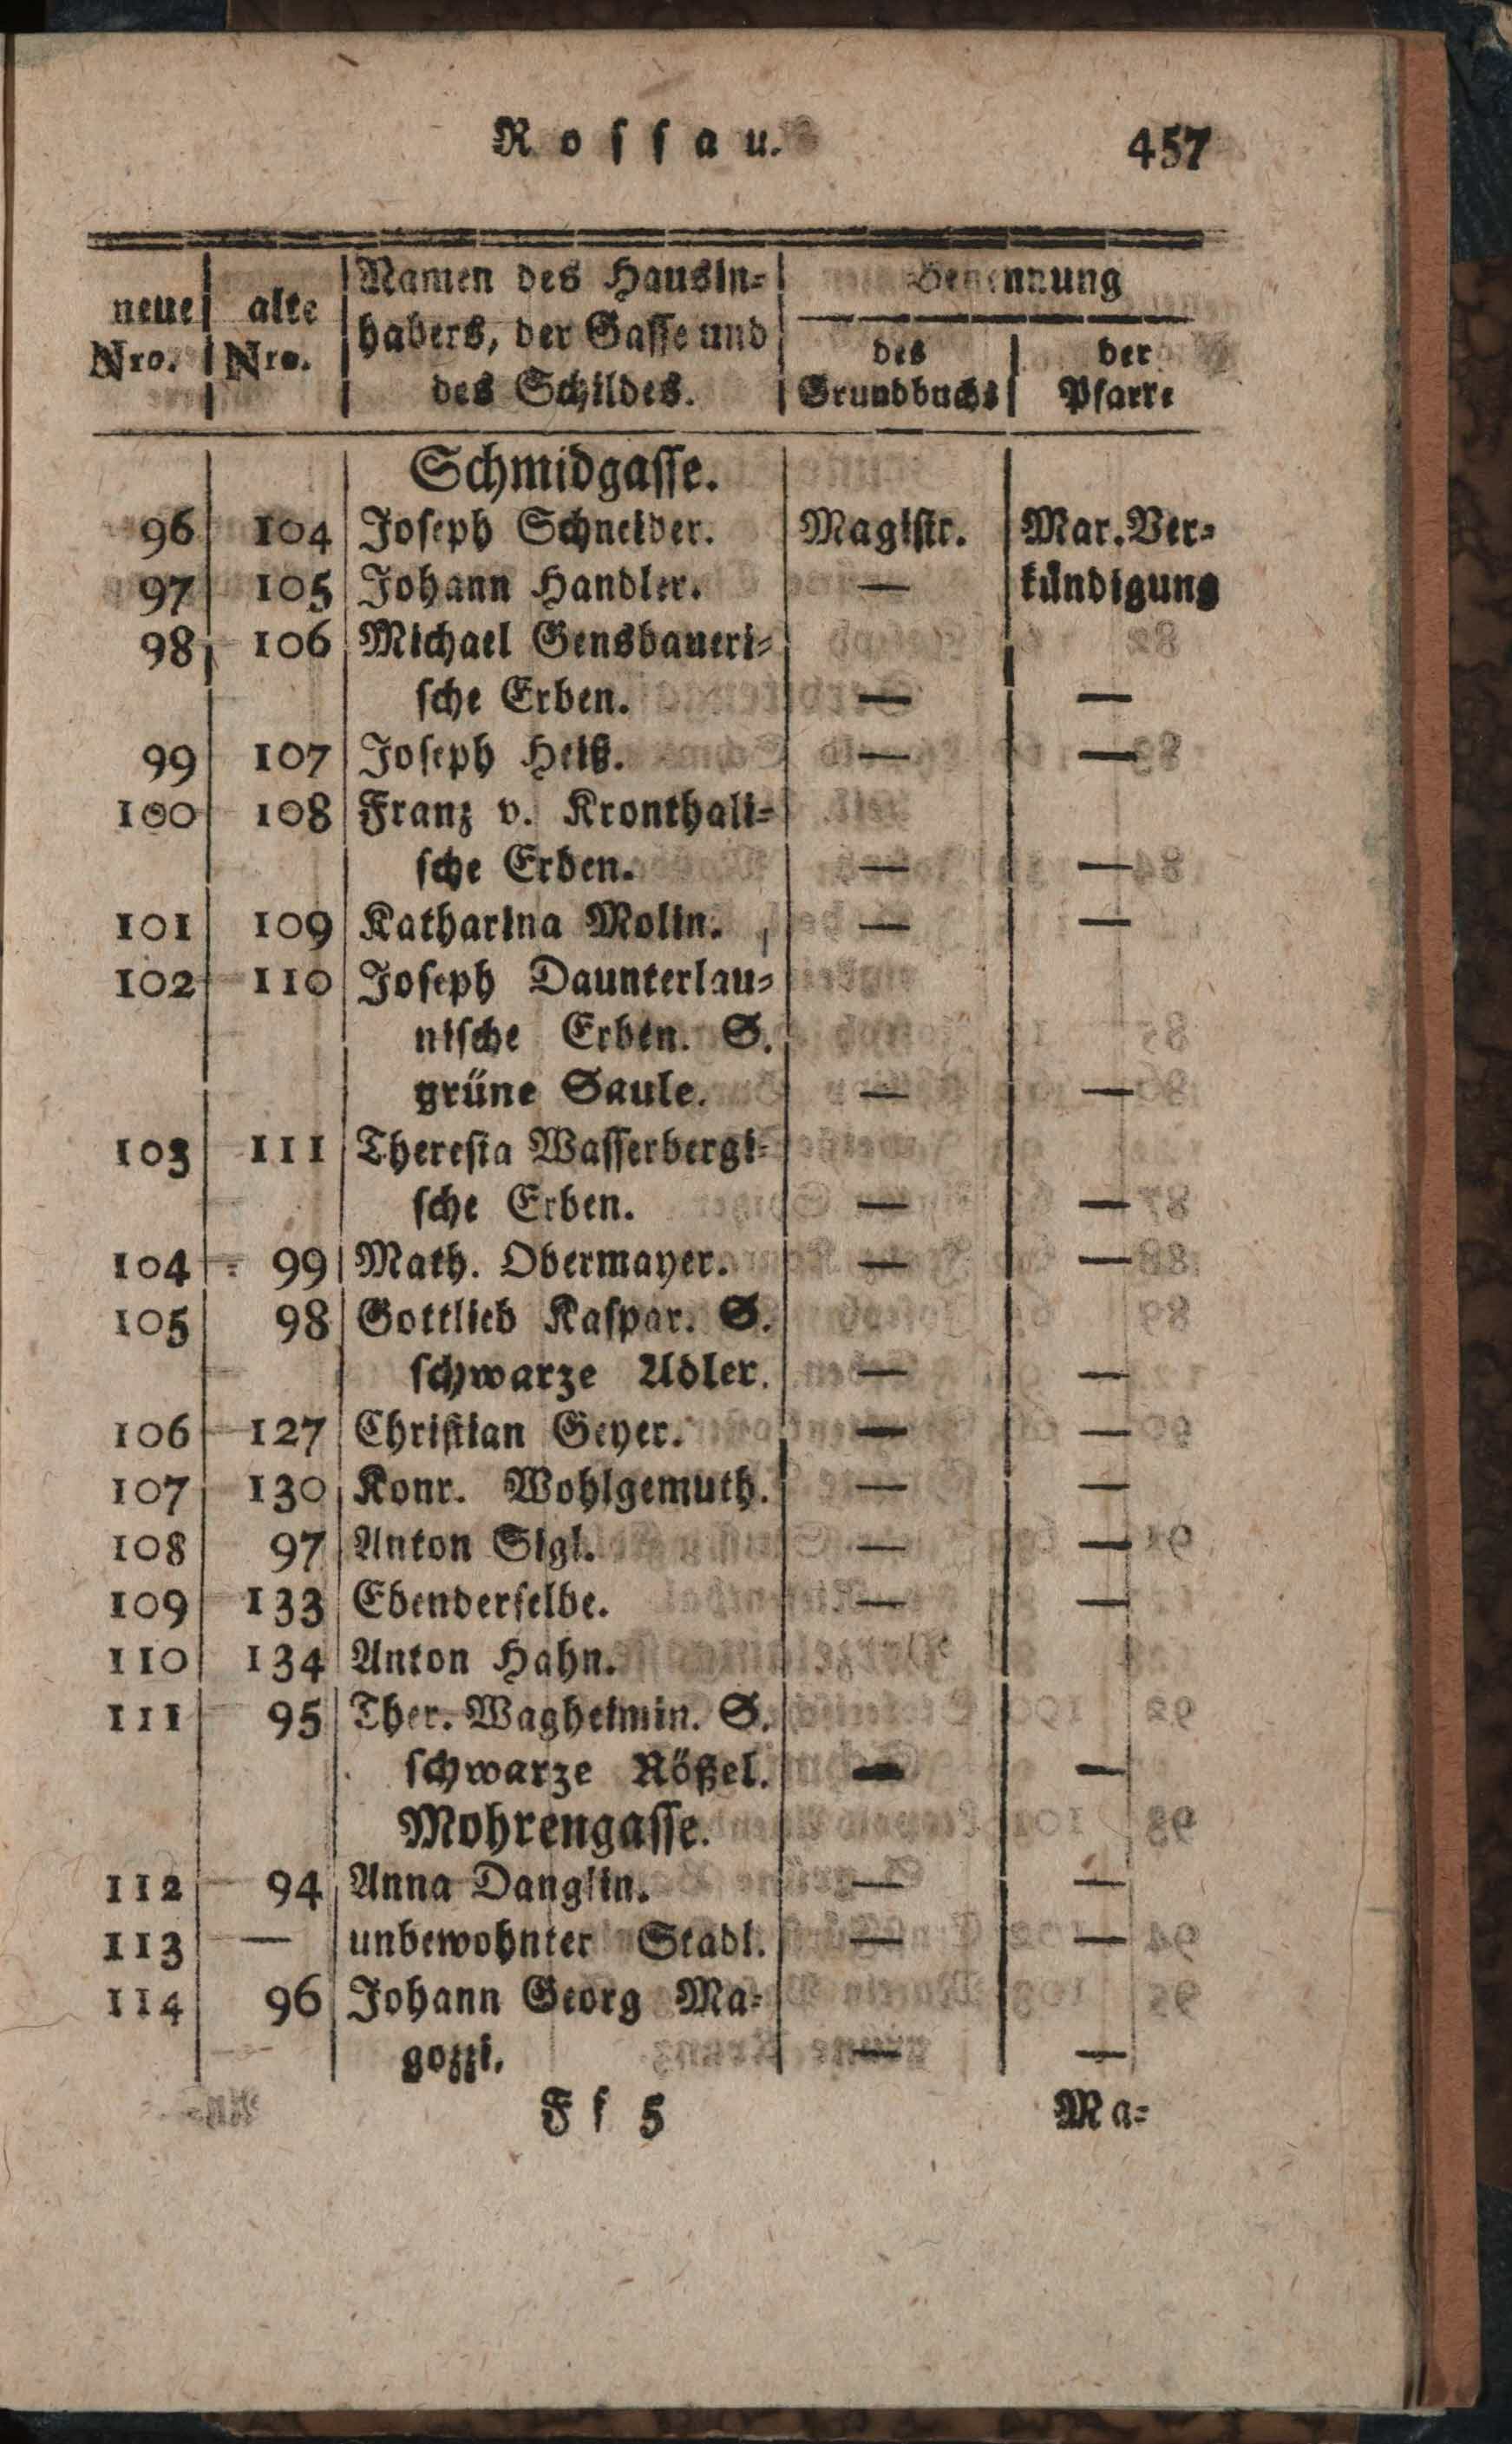 Rossau. 457
Namen des Hausin= Benennung
neue alte habers, der Gasse und
Nro. Nro. des der
des Schildes. Grundbuchs Pfarre
Schmidgasse.
96 104 Joseph Schneider. Magistr. Mar. Ver=
97 105 Johann Handler. — kündigung
98 106 Michael Gensbaueri=
sche Erben. — —
99 107 Joseph Heiß. — —
100 108 Franz v. Kronthali=
sche Erben. — —
101 109 Katharina Molin. — —
102 110 Joseph Daunterlau=
nische Erben. S.
grüne Saule. — —
103 111 Theresia Wasserbergi=
sche Erben. — —
104 99 Math. Obermayer. — —
105 98 Gottlieb Kaspar. S.
schwarze Adler. — —
106 127 Christian Geyer. — —
107 130 Konr. Wohlgemuth. — —
108 97 Anton Sigl. — —
109 133 Ebenderselbe. — —
110 134 Anton Hahn.
111 95 Ther. Wagheimin. S.
schwarze Rößel. — —
Mohrengasse.
112 94 Anna Danglin. — —
113 — unbewohnter Stadl. — —
114 96 Johann Georg Ma=
gozzi. — —
Ff 5 Ma=